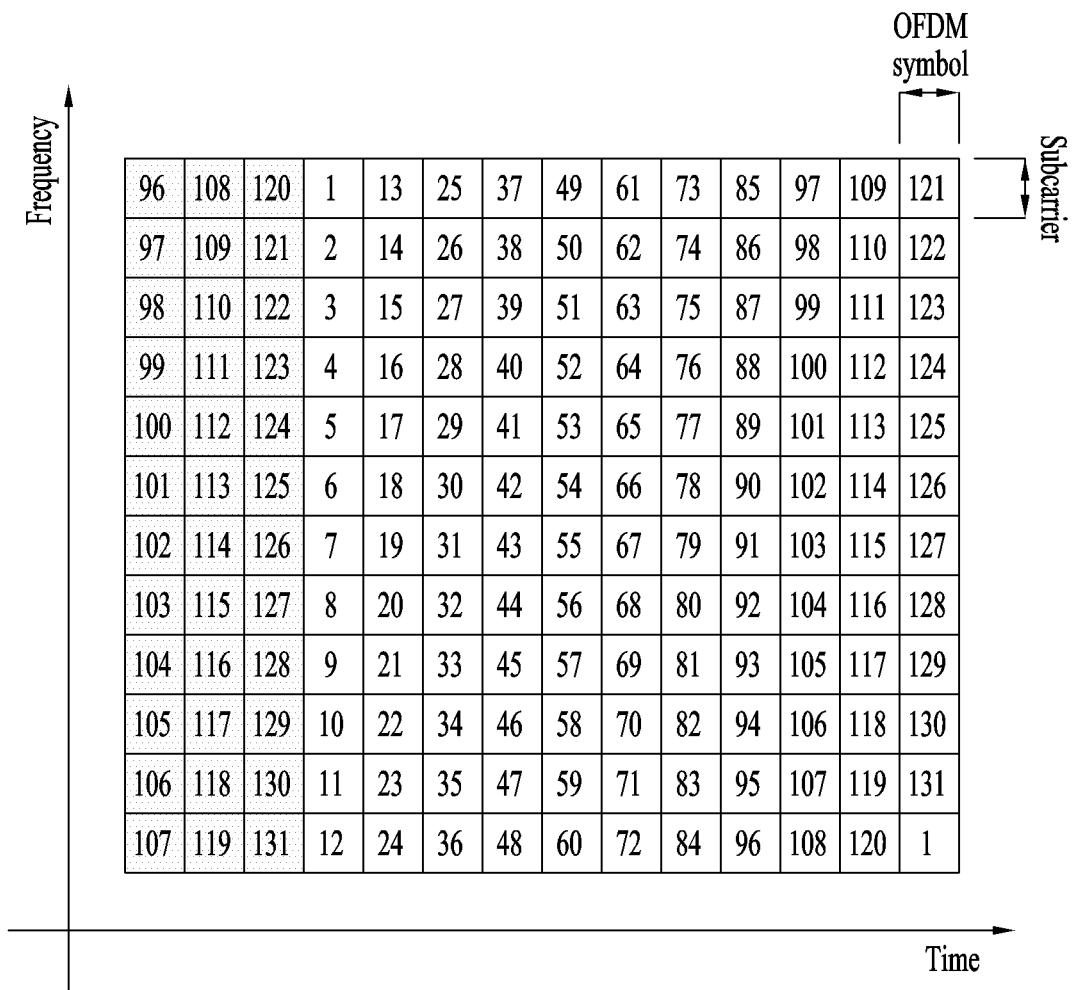 OFDM
symbol
Frequency
Subcarrier
96 108 120 1 13 25 37 49 61 73 85 97 109 121
97 109 121 2 14 26 38 50 62 74 86 98 110 122
98 110 122 3 15 27 39 51 63 75 87 99 111 123
99 111 123 4 16 28 40 52 64 76 88 100 112 124
100 112 124 5 17 29 41 53 65 77 89 101 113 125
101 113 125 6 18 30 42 54 66 78 90 102 114 126
102 114 126 7 19 31 43 55 67 79 91 103 115 127
103 115 127 8 20 32 44 56 68 80 92 104 116 128
104 116 128 9 21 33 45 57 69 81 93 105 117 129
105 117 129 10 22 34 46 58 70 82 94 106 118 130
106 118 130 11 23 35 47 59 71 83 95 107 119 131
107 119 131 12 24 36 48 60 72 84 96 108 120 1
Time